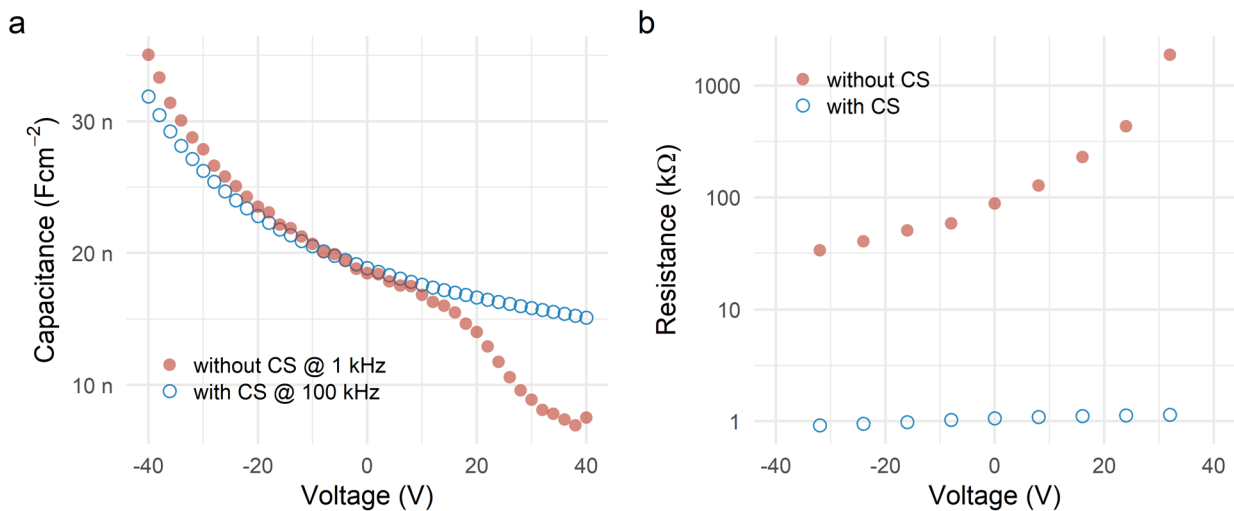 a
Capacitance (Fcm⁻²)
30 n
20 n
10 n
without CS @ 1 kHz
with CS @ 100 kHz
-40 -20 0 20 40
Voltage (V)
b
Resistance (kΩ)
1000
100
10
1
without CS
with CS
-40 -20 0 20 40
Voltage (V)